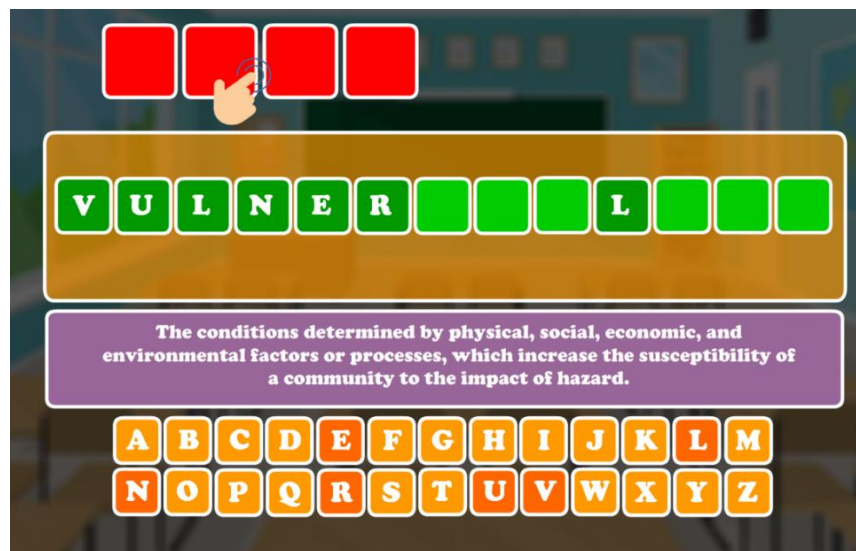 V U L N E R L
The conditions determined by physical, social, economic, and
environmental factors or processes, which increase the susceptibility of
a community to the impact of hazard.
A B C D E F G H I J K L M
N O P Q R S T U V W X Y Z